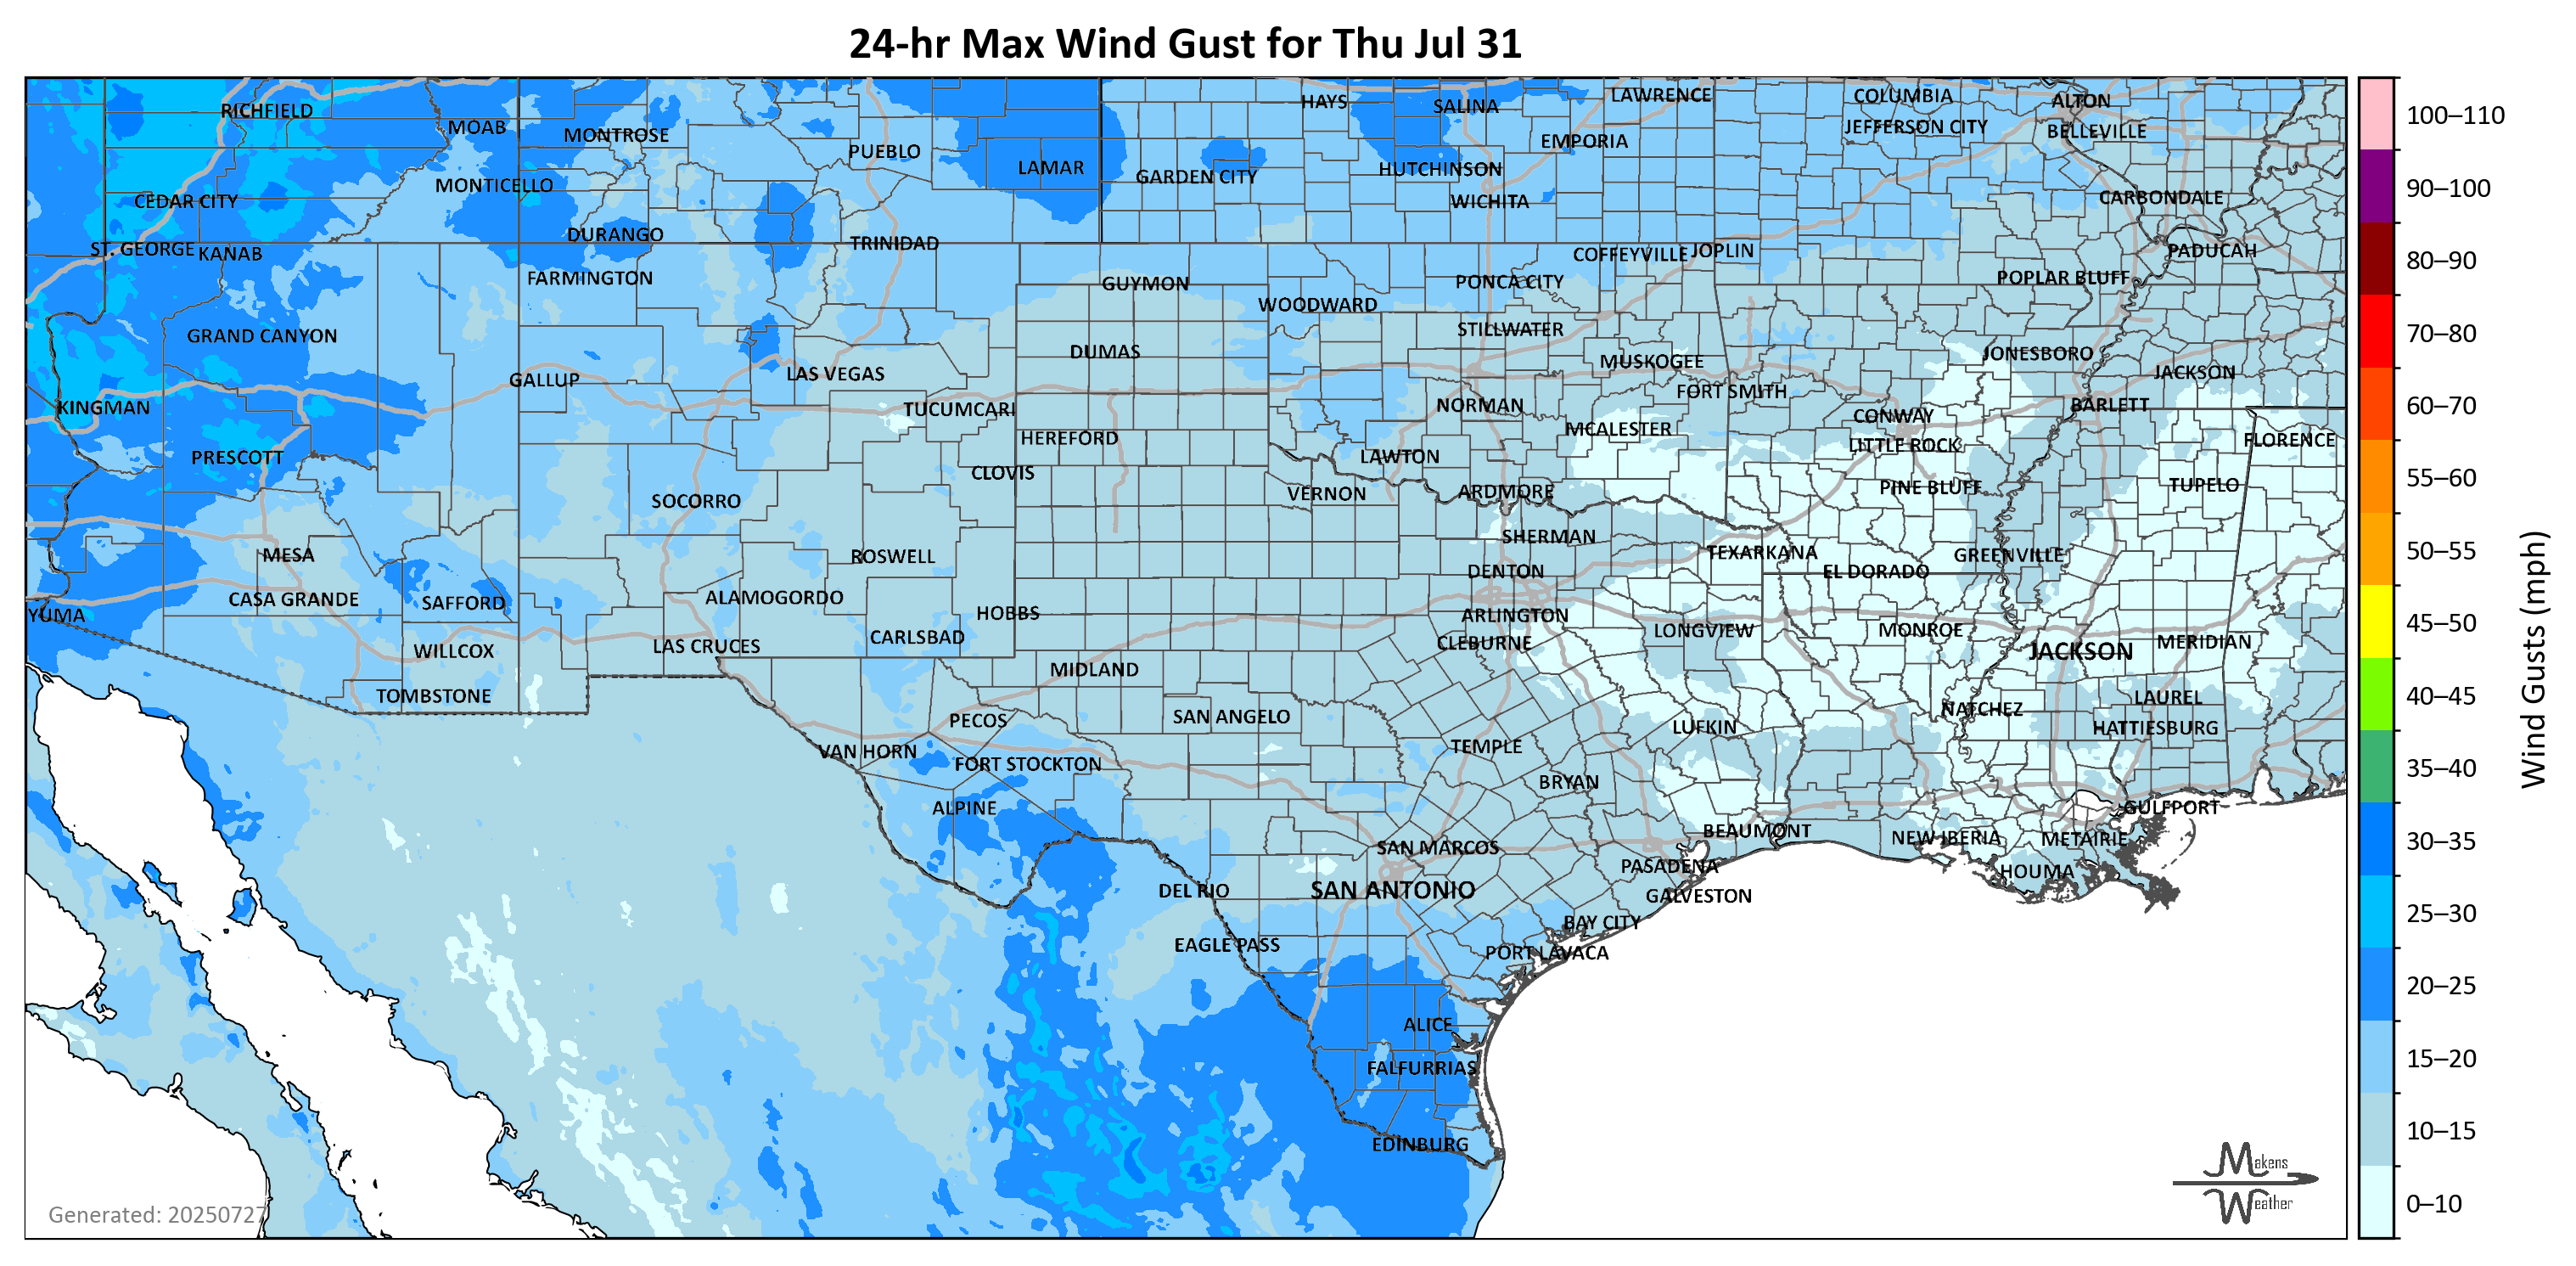 24-hr Max Wind Gust for Thu Jul 31
RICHFIELD
MOAB
MONTROSE
PUEBLO
LAMAR
HAYS
SALINA
LAWRENCE
COLUMBIA
ALTON
GARDEN CITY
HUTCHINSON
EMPORIA
JEFFERSON CITY
BELLEVILLE
CEDAR CITY
MONTICELLO
WICHITA
CARBONDALE
ST. GEORGE
KANAB
DURANGO
TRINIDAD
COFFEYVILLE
JOPLIN
PADUCAH
FARMINGTON
GUYMON
WOODWARD
PONCA CITY
POPLAR BLUFF
GRAND CANYON
DUMAS
STILLWATER
MUSKOGEE
JONESBORO
GALLUP
LAS VEGAS
FORT SMITH
JACKSON
KINGMAN
TUCUMCARI
NORMAN
CONWAY
BARLETT
PRESCOTT
HEREFORD
MCALESTER
LITTLE ROCK
FLORENCE
CLOVIS
LAWTON
SOCORRO
VERNON
ARDMORE
PINE BLUFF
TUPELO
MESA
ROSWELL
SHERMAN
TEXARKANA
GREENVILLE
DENTON
EL DORADO
CASA GRANDE
SAFFORD
ALAMOGORDO
HOBBS
ARLINGTON
YUMA
CARLSBAD
CLEBURNE
LONGVIEW
MONROE
WILLCOX
LAS CRUCES
MIDLAND
JACKSON
MERIDIAN
TOMBSTONE
PECOS
SAN ANGELO
LUFKIN
NATCHEZ
LAUREL
HATTIESBURG
VAN HORN
FORT STOCKTON
TEMPLE
BRYAN
ALPINE
BEAUMONT
GULFPORT
SAN MARCOS
NEW IBERIA
METAIRIE
PASADENA
HOUMA
DEL RIO
SAN ANTONIO
GALVESTON
EAGLE PASS
BAY CITY
PORT LAVACA
ALICE
FALFURRIAS
EDINBURG
Generated: 20250727
Makens
Weather
100–110
90–100
80–90
70–80
60–70
55–60
50–55
45–50
40–45
35–40
30–35
25–30
20–25
15–20
10–15
0–10
Wind Gusts (mph)